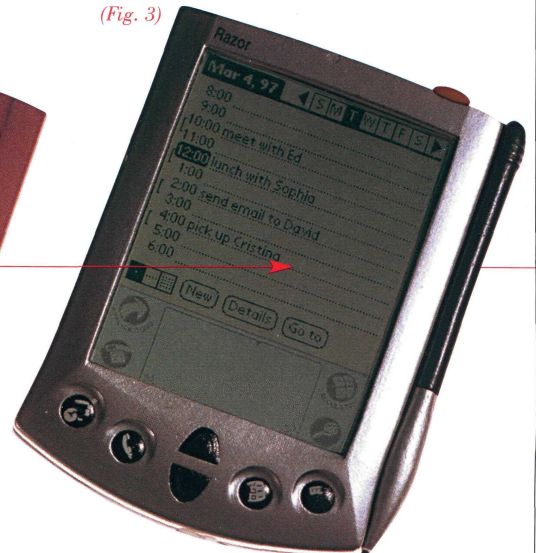 (Fig. 3)
Razor
Mar 4, 97 S M T W T F S
8:00
9:00
10:00 meet with Ed
11:00
12:00 lunch with Sophia
1:00
2:00 send email to David
3:00
4:00 pick up Cristina
5:00
6:00
New Details Go to